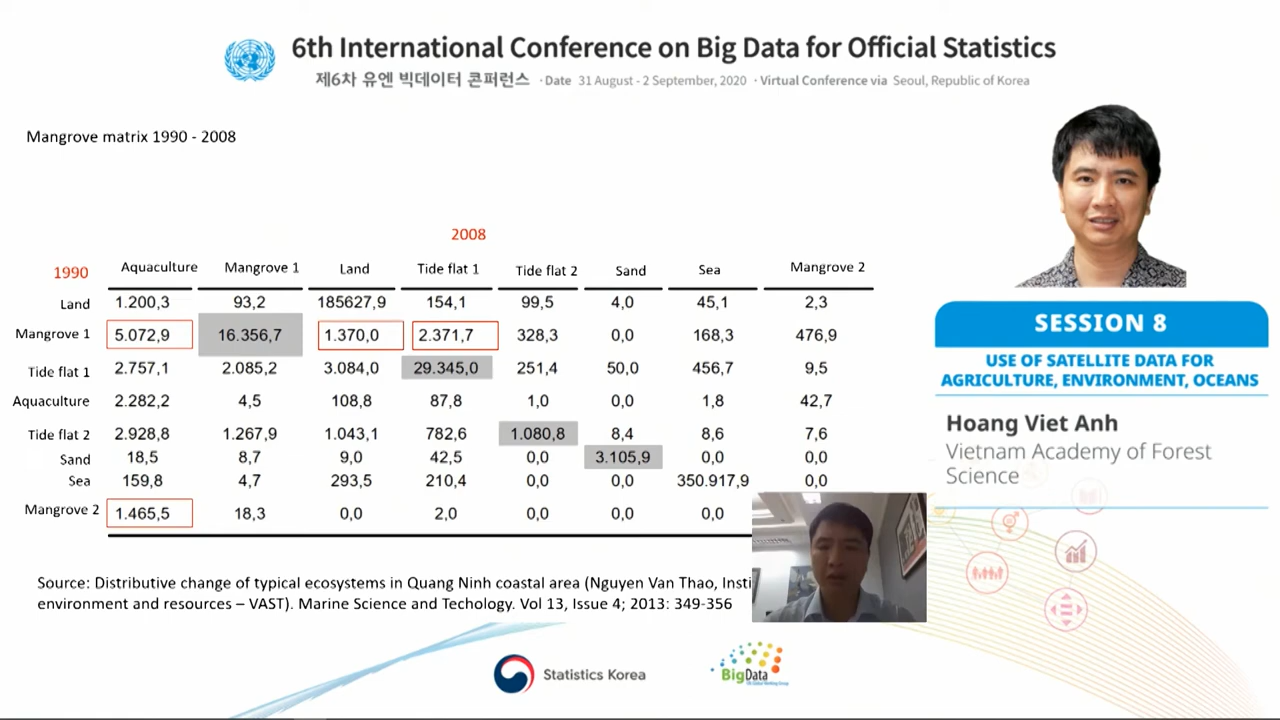 6th International Conference on Big Data for Official Statistics
제6차 유엔 빅데이터 콘퍼런스 · Date 31 August - 2 September, 2020 · Virtual Conference via Seoul, Republic of Korea
Mangrove matrix 1990 - 2008
2008
1990 Aquaculture Mangrove 1 Land Tide flat 1 Tide flat 2 Sand Sea Mangrove 2
Land 1.200,3 93,2 185627,9 154,1 99,5 4,0 45,1 2,3
Mangrove 1 5.072,9 16.356,7 1.370,0 2.371,7 328,3 0,0 168,3 476,9
Tide flat 1 2.757,1 2.085,2 3.084,0 29.345,0 251,4 50,0 456,7 9,5
Aquaculture 2.282,2 4,5 108,8 87,8 1,0 0,0 1,8 42,7
Tide flat 2 2.928,8 1.267,9 1.043,1 782,6 1.080,8 8,4 8,6 7,6
Sand 18,5 8,7 9,0 42,5 0,0 3.105,9 0,0 0,0
Sea 159,8 4,7 293,5 210,4 0,0 0,0 350.917,9 0,0
Mangrove 2 1.465,5 18,3 0,0 2,0 0,0 0,0 0,0
Source: Distributive change of typical ecosystems in Quang Ninh coastal area (Nguyen Van Thao, Insti
environment and resources – VAST). Marine Science and Techology. Vol 13, Issue 4; 2013: 349-356
SESSION 8
USE OF SATELLITE DATA FOR
AGRICULTURE, ENVIRONMENT, OCEANS
Hoang Viet Anh
Vietnam Academy of Forest
Science
Statistics Korea
BigData